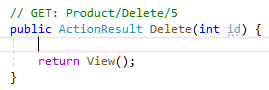 // GET: Product/Delete/5
public ActionResult Delete(int id) {
return View();
}